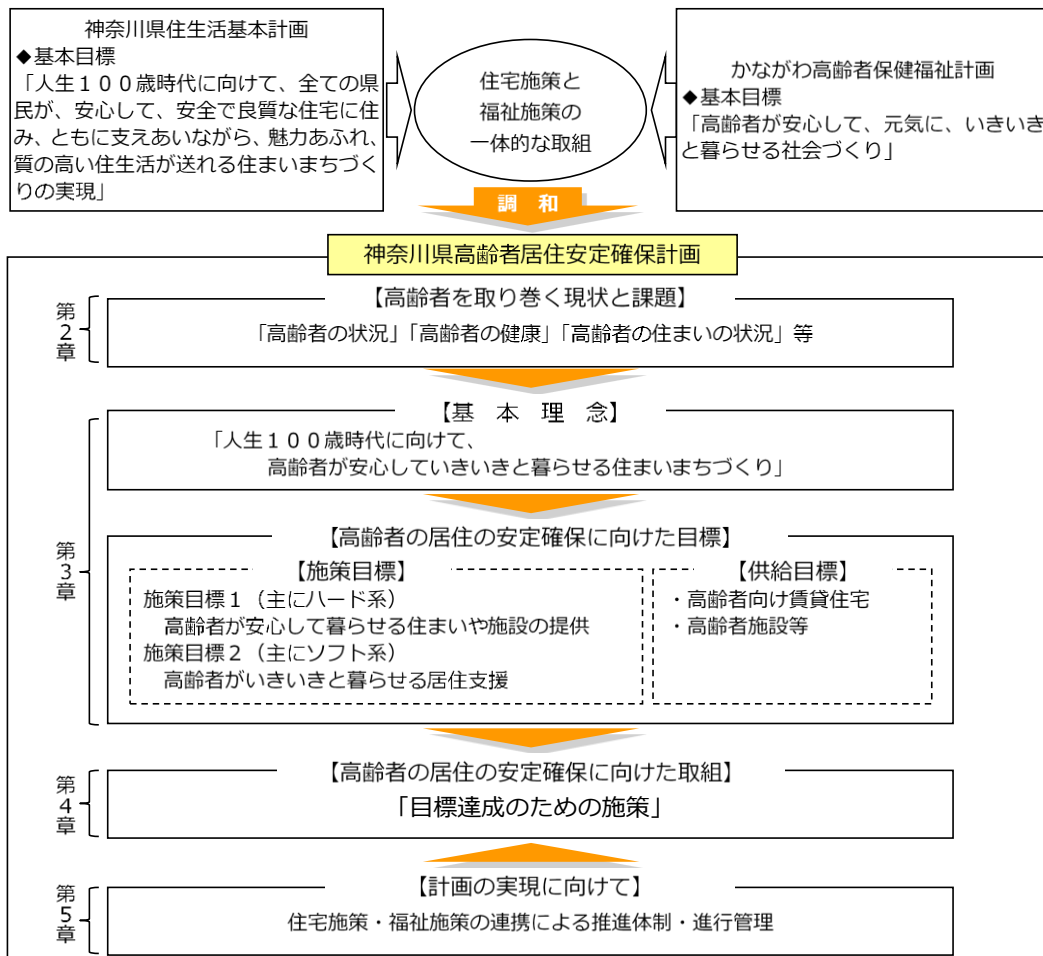 神奈川県住生活基本計画
◆基本目標
「人生１００歳時代に向けて、全ての県
民が、安心して、安全で良質な住宅に住
み、ともに支えあいながら、魅力あふれ、
質の高い住生活が送れる住まいまちづく
りの実現」
住宅施策と
福祉施策の
一体的な取組
かながわ高齢者保健福祉計画
◆基本目標
「高齢者が安心して、元気に、いきいき
と暮らせる社会づくり」
調　和
神奈川県高齢者居住安定確保計画
第２章
【高齢者を取り巻く現状と課題】
「高齢者の状況」「高齢者の健康」「高齢者の住まいの状況」等
第３章
【基　本　理　念】
「人生１００歳時代に向けて、
高齢者が安心していきいきと暮らせる住まいまちづくり」
【高齢者の居住の安定確保に向けた目標】
【施策目標】
施策目標１（主にハード系）
高齢者が安心して暮らせる住まいや施設の提供
施策目標２（主にソフト系）
高齢者がいきいきと暮らせる居住支援
【供給目標】
・高齢者向け賃貸住宅
・高齢者施設等
第４章
【高齢者の居住の安定確保に向けた取組】
「目標達成のための施策」
第５章
【計画の実現に向けて】
住宅施策・福祉施策の連携による推進体制・進行管理